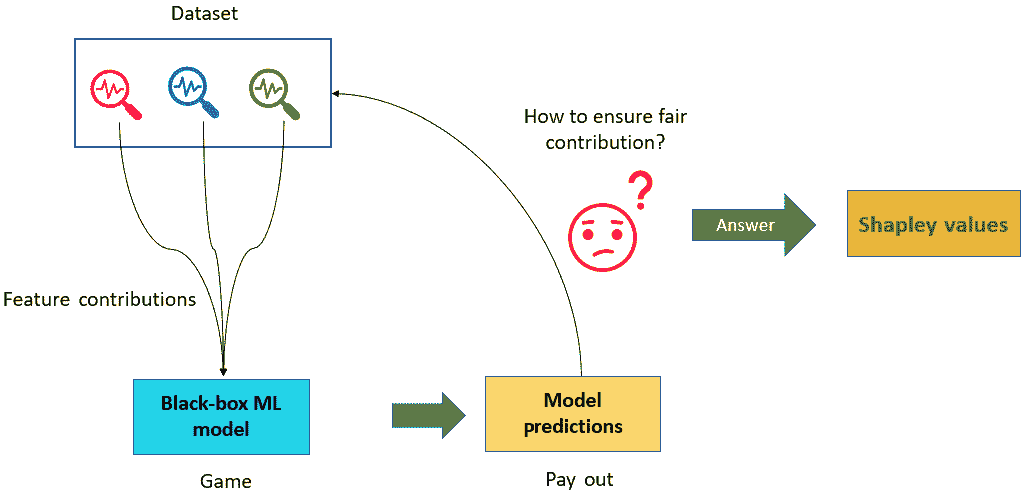 Dataset
How to ensure fair
contribution?
?
Answer
Shapley values
Feature contributions
Black-box ML
model
Model
predictions
Game
Pay out